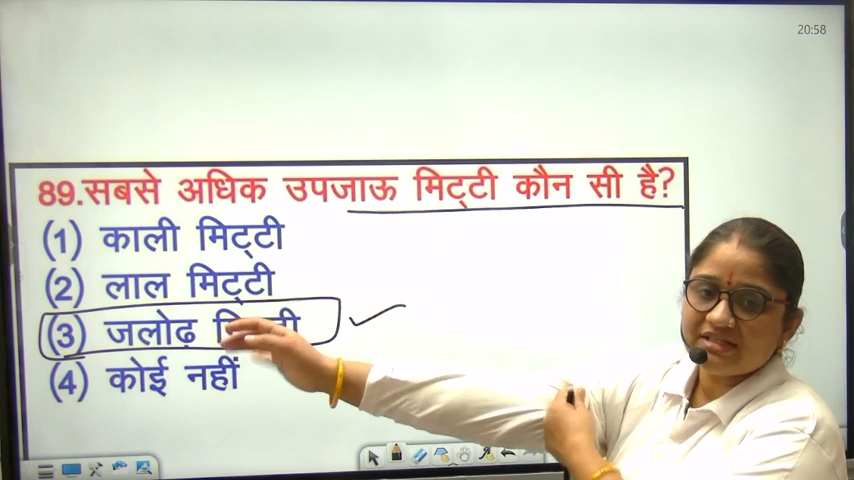 20:58
89.सबसे अधिक उपजाऊ मिट्टी कौन सी है?
(1) काली मिट्टी
(2) लाल मिट्टी
(3) जलोढ़
(4) कोई नहीं